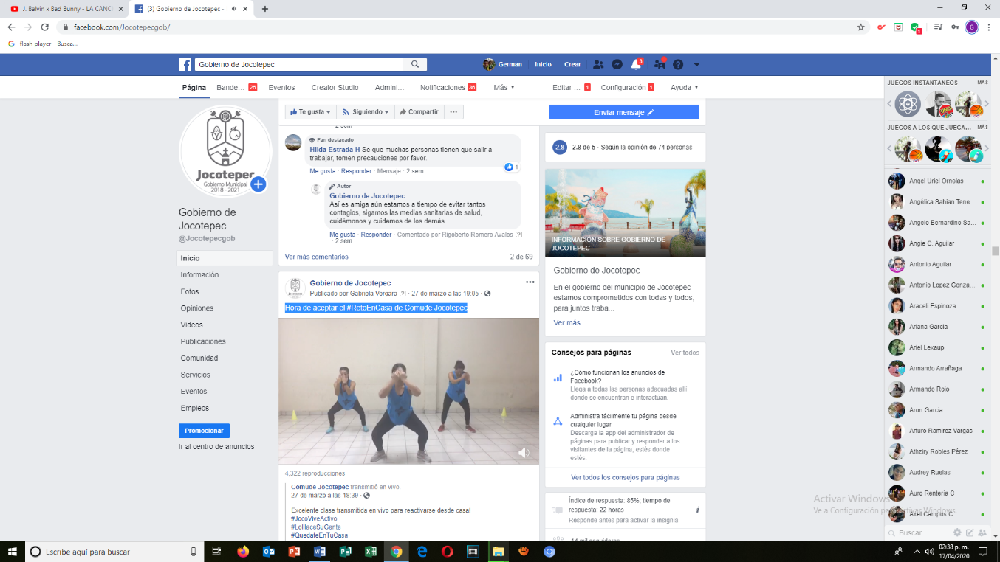 J. Balvin x Bad Bunny - LA CANCI
(3) Gobierno de Jocotepec -
facebook.com/Jocotepecgob/
flash player - Busca...
Gobierno de Jocotepec
German
Inicio
Crear
3
Página
Bande... 25
Eventos
Creator Studio
Admini...
Notificaciones 36
Más
Editar ... 1
Configuración 1
Ayuda
JUEGOS INSTANTÁNEOS
MÁS
JUEGOS A LOS QUE JUEGA...
MÁS
Jocotepec
Gobierno Municipal
2018 - 2021
Gobierno de
Jocotepec
@Jocotepecgob
Inicio
Información
Fotos
Opiniones
Videos
Publicaciones
Comunidad
Servicios
Eventos
Empleos
Promocionar
Ir al centro de anuncios
Te gusta
Siguiendo
Compartir
Enviar mensaje
Fan destacado
Hilda Estrada H Se que muchas personas tienen que salir a
trabajar, tomen precauciones por favor.
1
Me gusta · Responder · Mensaje · 2 sem
Autor
Gobierno de Jocotepec
Así es amiga aún estamos a tiempo de evitar tantos
contagios, sigamos las medias sanitarias de salud,
cuidémonos y cuidemos de los demás.
Me gusta · Responder · Comentado por Rigoberto Romero Avalos [?]
· 2 sem
Ver más comentarios
2 de 69
Gobierno de Jocotepec
Publicado por Gabriela Vergara [?] · 27 de marzo a las 19:05 ·
Hora de aceptar el #RetoEnCasa de Comude Jocotepec
4,322 reproducciones
Comude Jocotepec transmitió en vivo.
27 de marzo a las 18:39 ·
Excelente clase transmitida en vivo para reactivarse desde casa!
#JocoViveActivo
#LoHaceSuGente
#QuedateEnTuCasa
2.8
2.8 de 5 · Según la opinión de 74 personas
INFORMACIÓN SOBRE GOBIERNO DE
JOCOTEPEC
Gobierno de Jocotepec
En el gobierno del municipio de Jocotepec
estamos comprometidos con todas y todos,
para juntos traba...
Ver más
Consejos para páginas
Ver todos
¿Cómo funcionan los anuncios de
Facebook?
Llega a todas las personas adecuadas allí
donde se encuentran e interactúan.
Administra fácilmente tu página desde
cualquier lugar
Descarga la app del administrador de
páginas para publicar y responder a los
visitantes de la página, estés donde
estés.
Ver todos los consejos para páginas
Índice de respuesta: 85%; tiempo de
respuesta: 22 horas
Responde antes para activar la insignia
14 mil seguidores
Angel Uriel Ornelas
Angélica Sahian Tene
Angelo Bernardino Sa...
Angie C. Aguilar
Antonio Aguilar
Antonio Lopez Gonza...
Araceli Espinoza
Ariana Garcia
Ariel Lexaup
Armando Arrañaga
Armando Rojo
Aron Garcia
Arturo Ramirez Vargas
Athziry Robles Pérez
Audrey Ruelas
Auro Rentería C
Axel Campos C
Buscar
Activar Windows
Ve a Configuración para activar Windows.
Escribe aquí para buscar
02:38 p. m.
17/04/2020